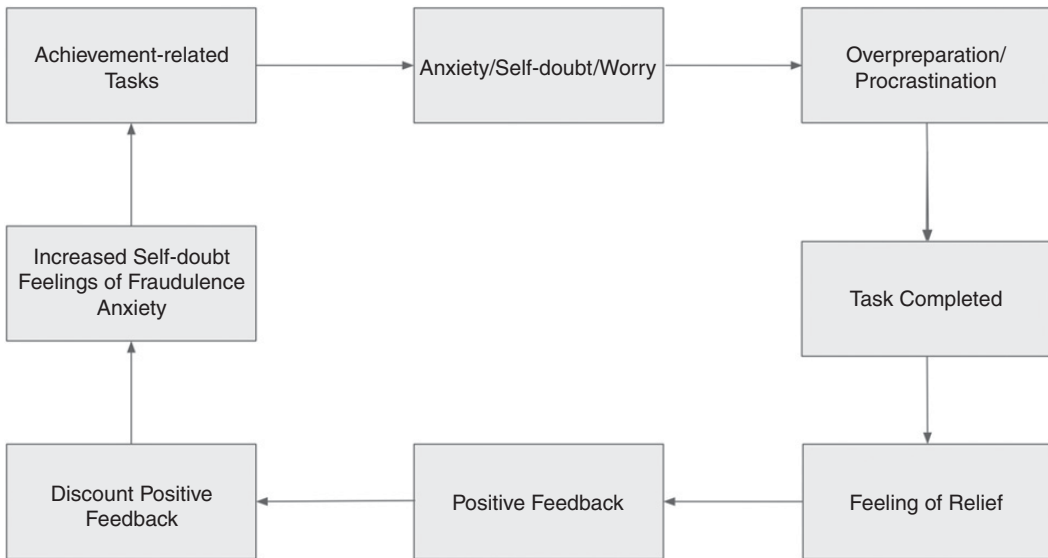 Achievement-related
Tasks
Anxiety/Self-doubt/Worry
Overpreparation/
Procrastination
Increased Self-doubt
Feelings of Fraudulence
Anxiety
Task Completed
Discount Positive
Feedback
Positive Feedback
Feeling of Relief